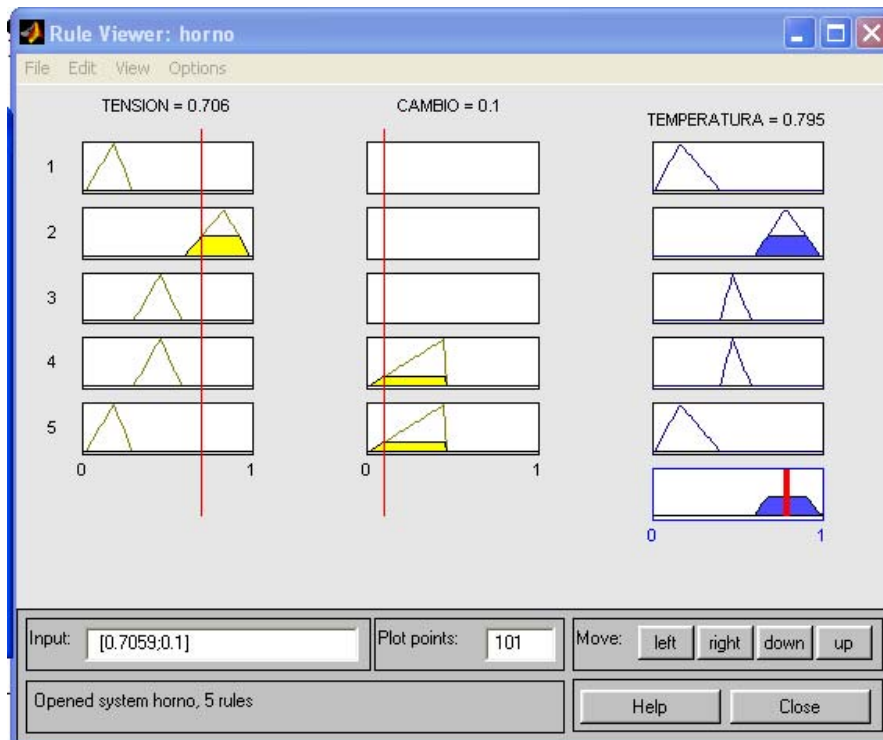 Rule Viewer: horno
File Edit View Options
TENSION = 0.706
CAMBIO = 0.1
TEMPERATURA = 0.795
1
2
3
4
5
0 1
0 1
0 1
Input: [0.7059;0.1]
Plot points: 101
Move: left right down up
Opened system horno, 5 rules
Help Close